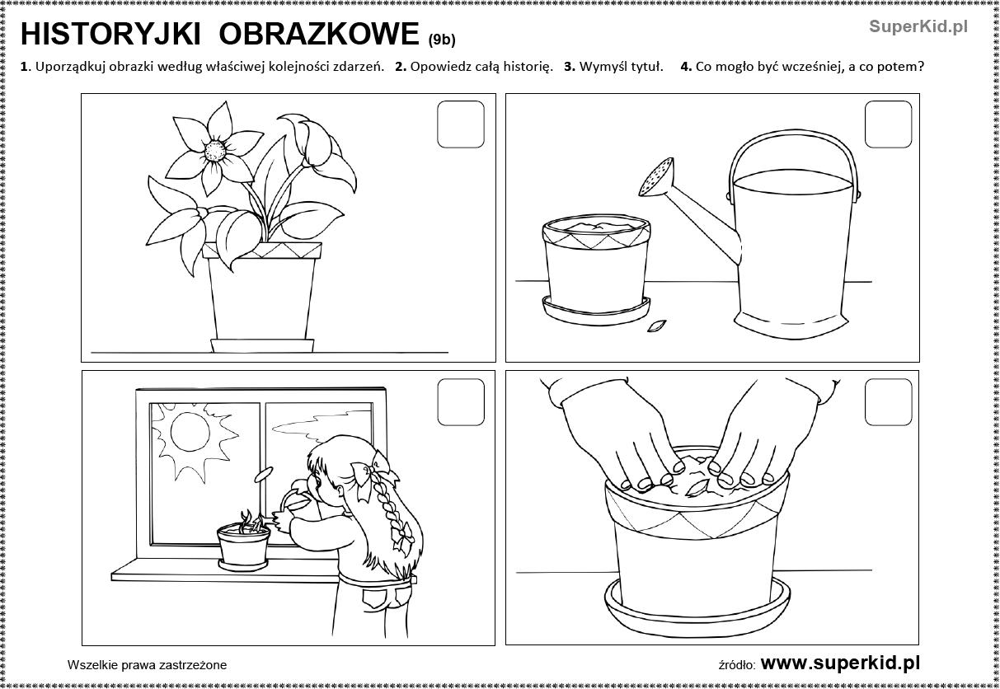 HISTORYJKI OBRAZKOWE (9b)
SuperKid.pl
1. Uporządkuj obrazki według właściwej kolejności zdarzeń. 2. Opowiedz całą historię. 3. Wymyśl tytuł. 4. Co mogło być wcześniej, a co potem?
Wszelkie prawa zastrzeżone
źródło: www.superkid.pl